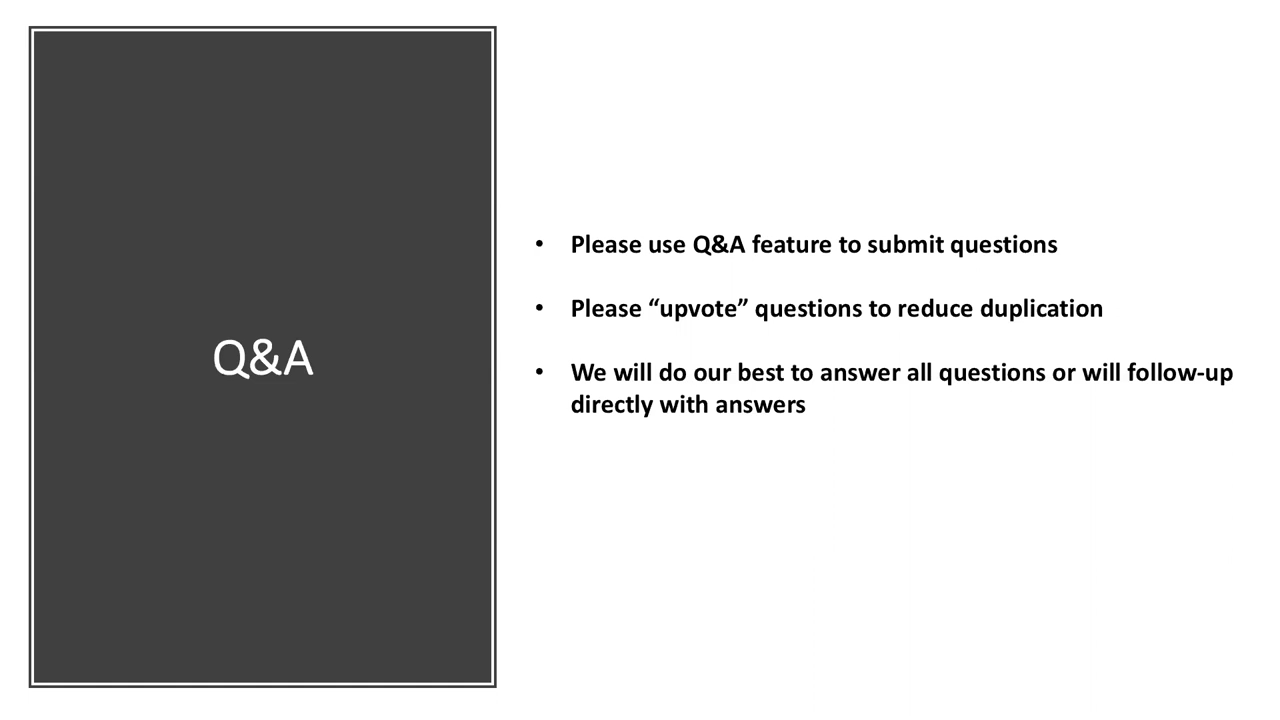 Q&A
• Please use Q&A feature to submit questions
• Please “upvote” questions to reduce duplication
• We will do our best to answer all questions or will follow-up
directly with answers